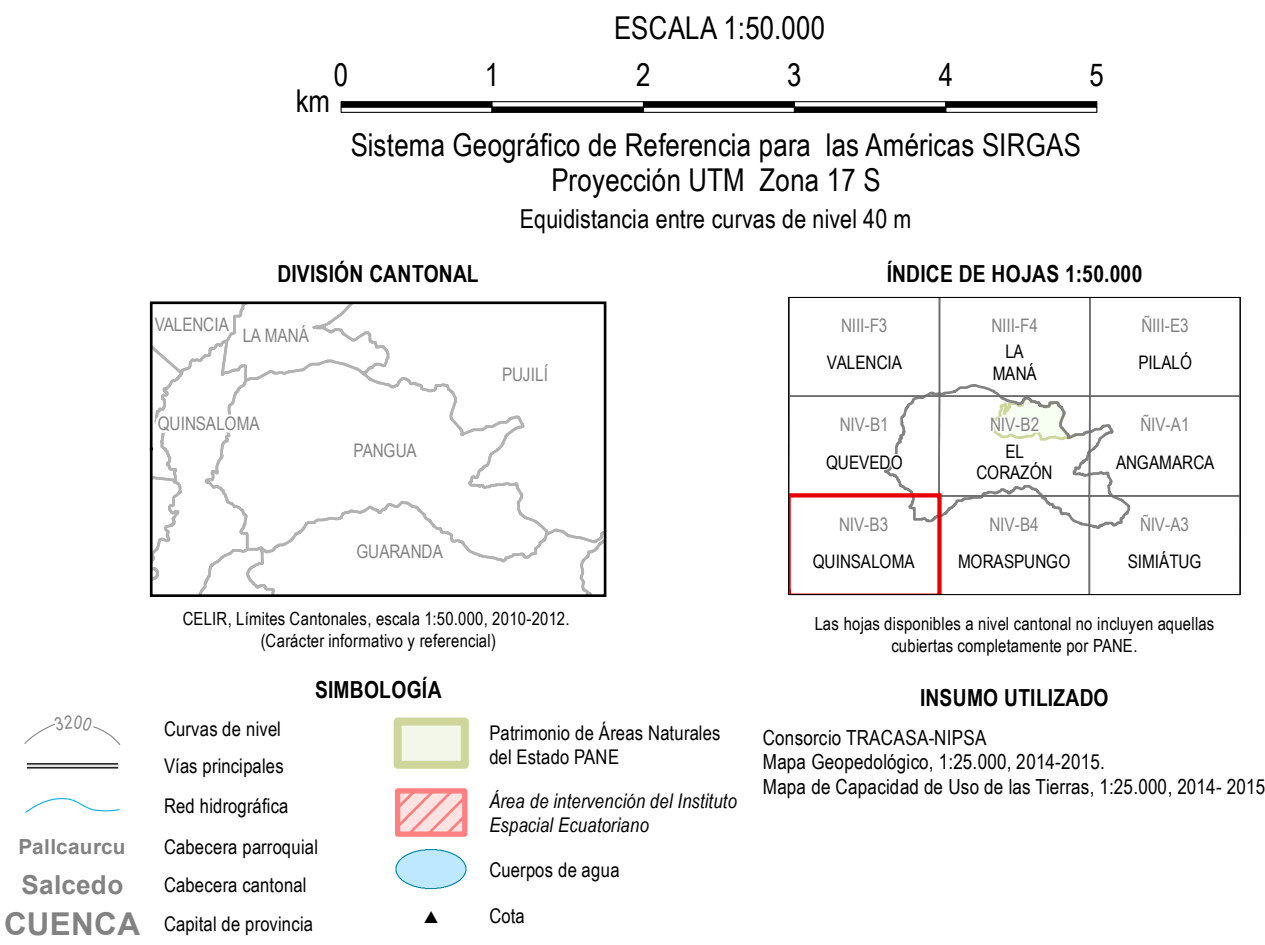 ESCALA 1:50.000
0 1 2 3 4 5
km
Sistema Geográfico de Referencia para las Américas SIRGAS
Proyección UTM Zona 17 S
Equidistancia entre curvas de nivel 40 m
DIVISIÓN CANTONAL
VALENCIA
LA MANÁ
PUJILÍ
QUINSALOMA
PANGUA
GUARANDA
CELIR, Límites Cantonales, escala 1:50.000, 2010-2012.
(Carácter informativo y referencial)
ÍNDICE DE HOJAS 1:50.000
NIII-F3
VALENCIA
NIII-F4
LA
MANÁ
ÑIII-E3
PILALÓ
NIV-B1
QUEVEDO
NIV-B2
EL
CORAZÓN
ÑIV-A1
ANGAMARCA
NIV-B3
QUINSALOMA
NIV-B4
MORASPUNGO
ÑIV-A3
SIMIÁTUG
Las hojas disponibles a nivel cantonal no incluyen aquellas
cubiertas completamente por PANE.
SIMBOLOGÍA
3200
Curvas de nivel
Vías principales
Red hidrográfica
Pallcaurcu
Cabecera parroquial
Salcedo
Cabecera cantonal
CUENCA
Capital de provincia
Patrimonio de Áreas Naturales
del Estado PANE
Área de intervención del Instituto
Espacial Ecuatoriano
Cuerpos de agua
Cota
INSUMO UTILIZADO
Consorcio TRACASA-NIPSA
Mapa Geopedológico, 1:25.000, 2014-2015.
Mapa de Capacidad de Uso de las Tierras, 1:25.000, 2014- 2015